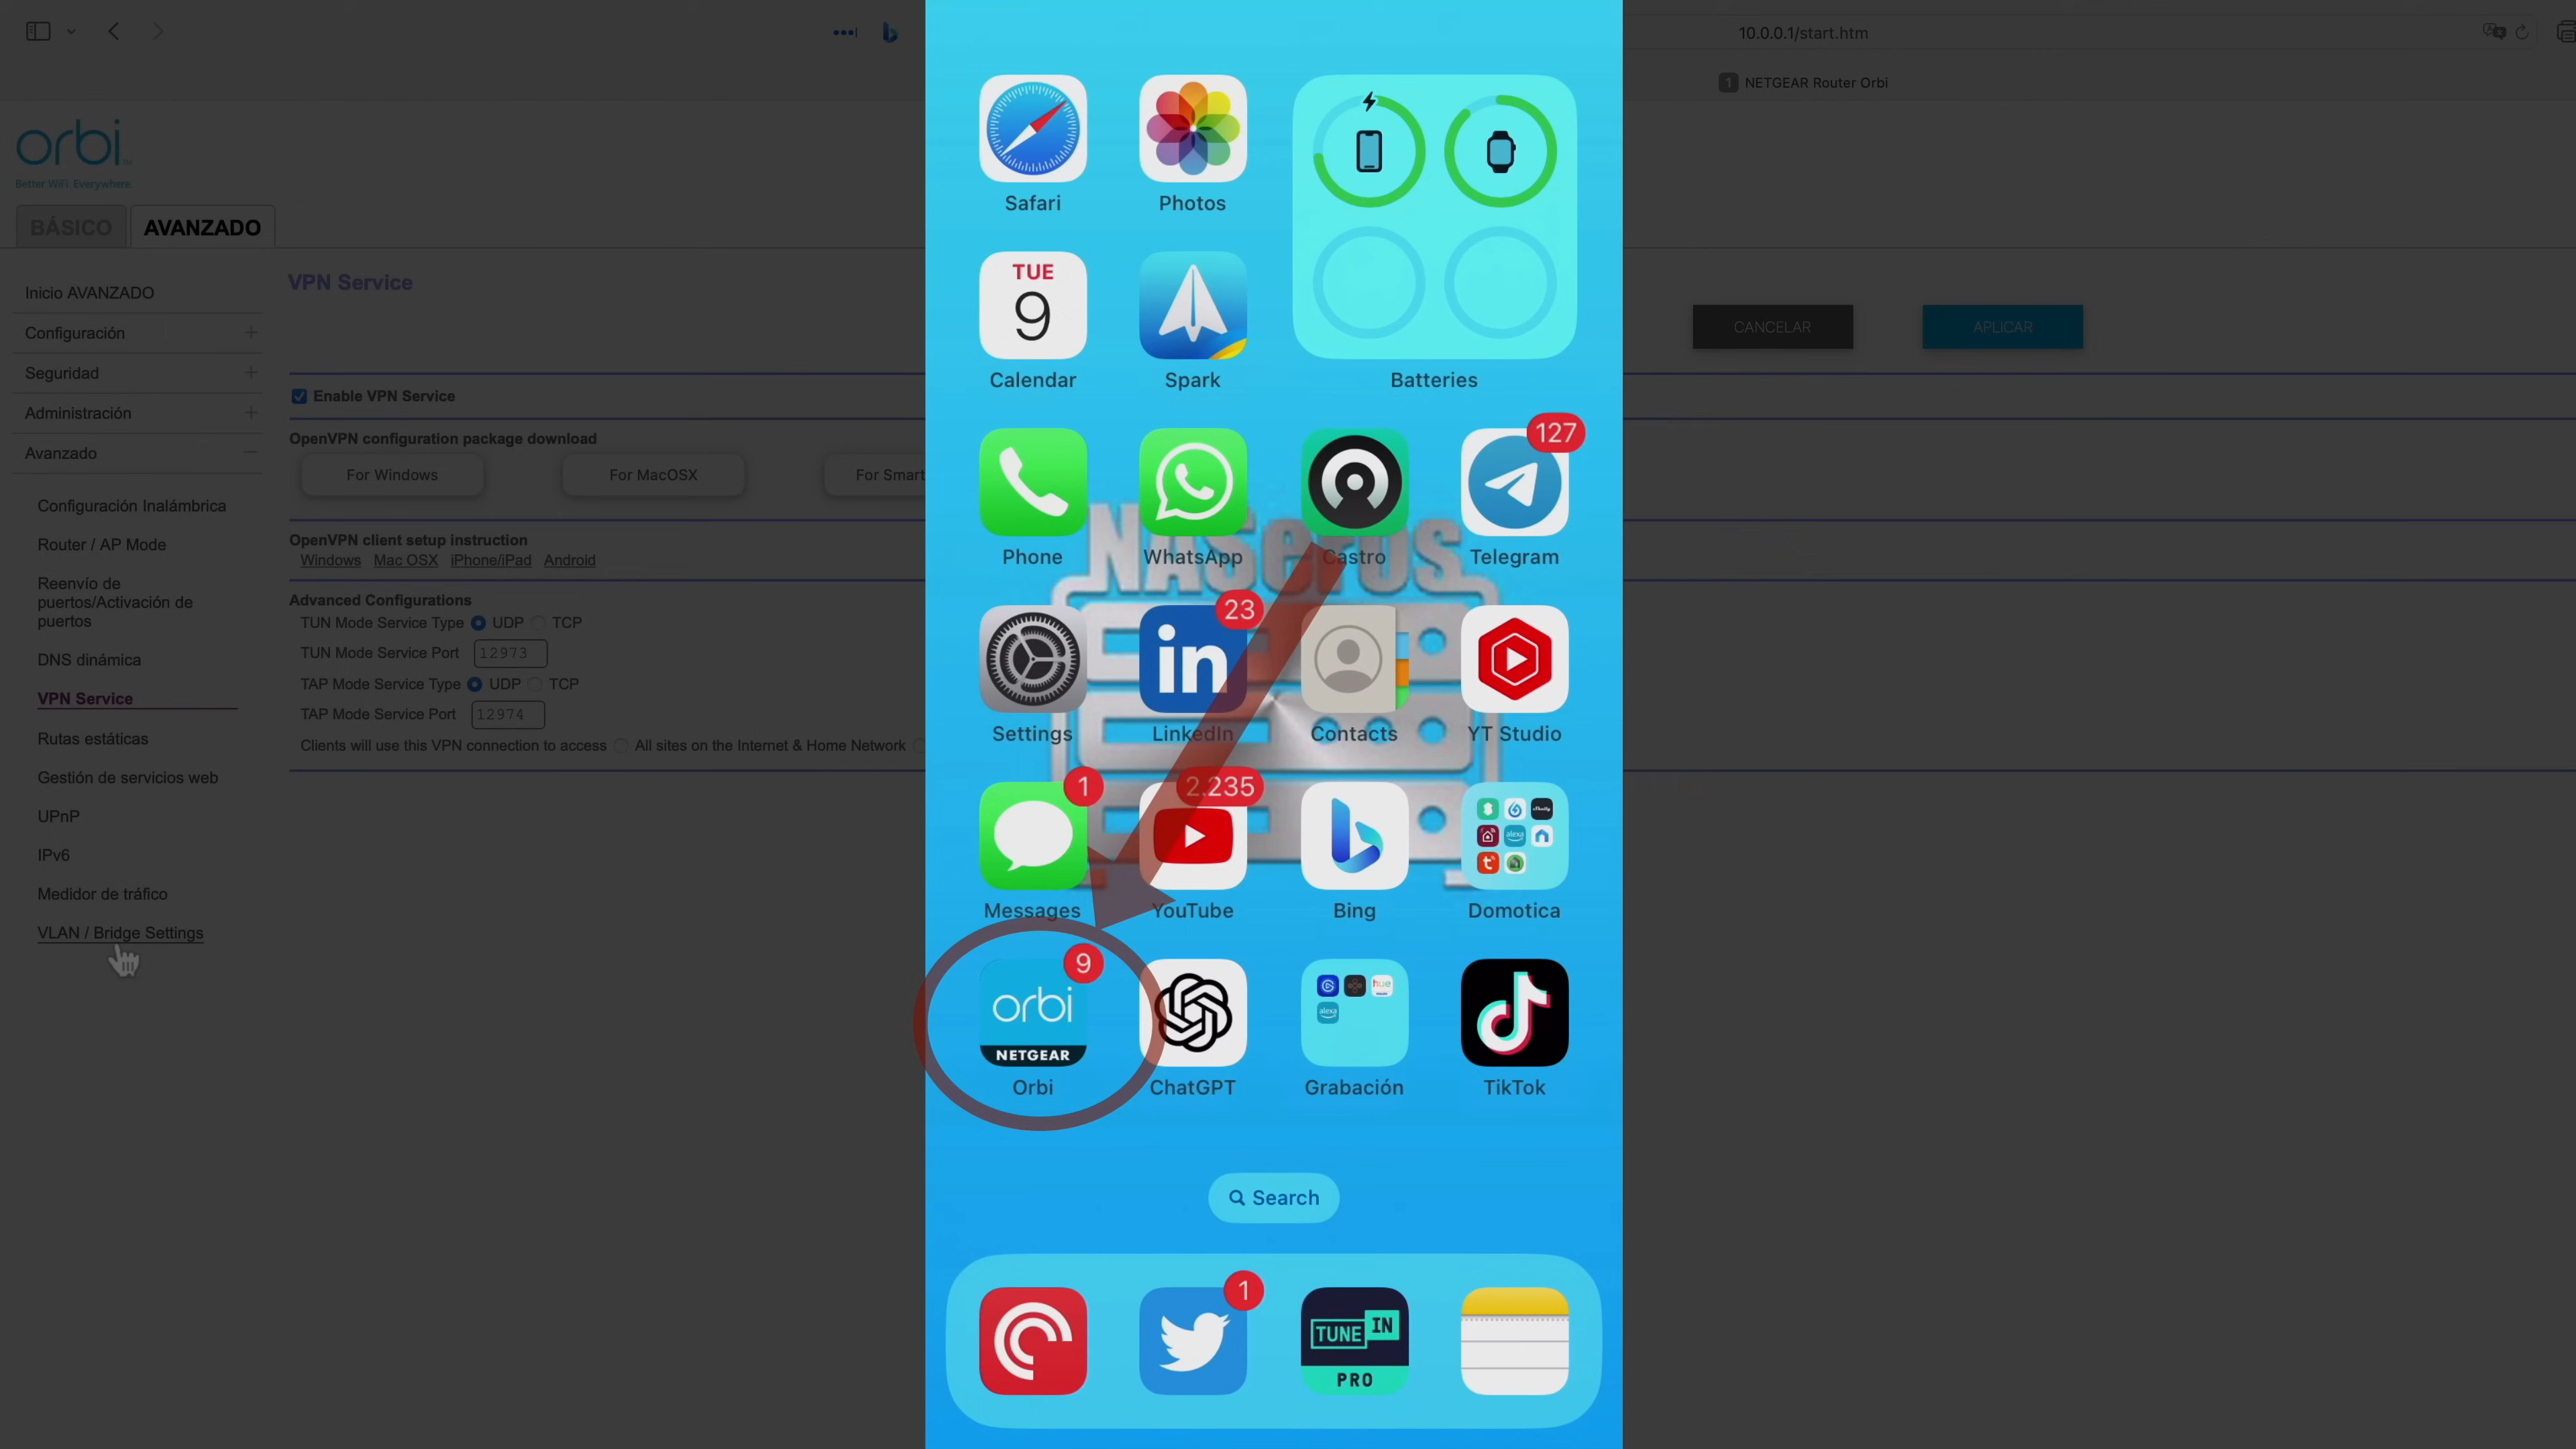 10.0.0.1/start.htm
1 NETGEAR Router Orbi
orbi
Better WiFi. Everywhere
BÁSICO
AVANZADO
Inicio AVANZADO
Configuración
Seguridad
Administración
Avanzado
Configuración Inalámbrica
Router / AP Mode
Reenvío de
puertos/Activación de
puertos
DNS dinámica
VPN Service
Rutas estáticas
Gestión de servicios web
UPnP
IPv6
Medidor de tráfico
VLAN / Bridge Settings
VPN Service
CANCELAR
APLICAR
Enable VPN Service
OpenVPN configuration package download
For Windows
For MacOSX
For Smart
OpenVPN client setup instruction
Windows Mac OSX iPhone/iPad Android
Advanced Configurations
TUN Mode Service Type UDP TCP
TUN Mode Service Port 12973
TAP Mode Service Type UDP TCP
TAP Mode Service Port 12974
Clients will use this VPN connection to access All sites on the Internet & Home Network
Safari
Photos
TUE
9
Calendar
Spark
Batteries
127
NASeros
Phone
WhatsApp
Castro
Telegram
23
in
Settings
LinkedIn
Contacts
YT Studio
1
2.235
alexa
Messages
YouTube
Bing
Domotica
9
orbi
NETGEAR
hue
alexa
Orbi
ChatGPT
Grabación
TikTok
Search
1
TUNE IN
PRO